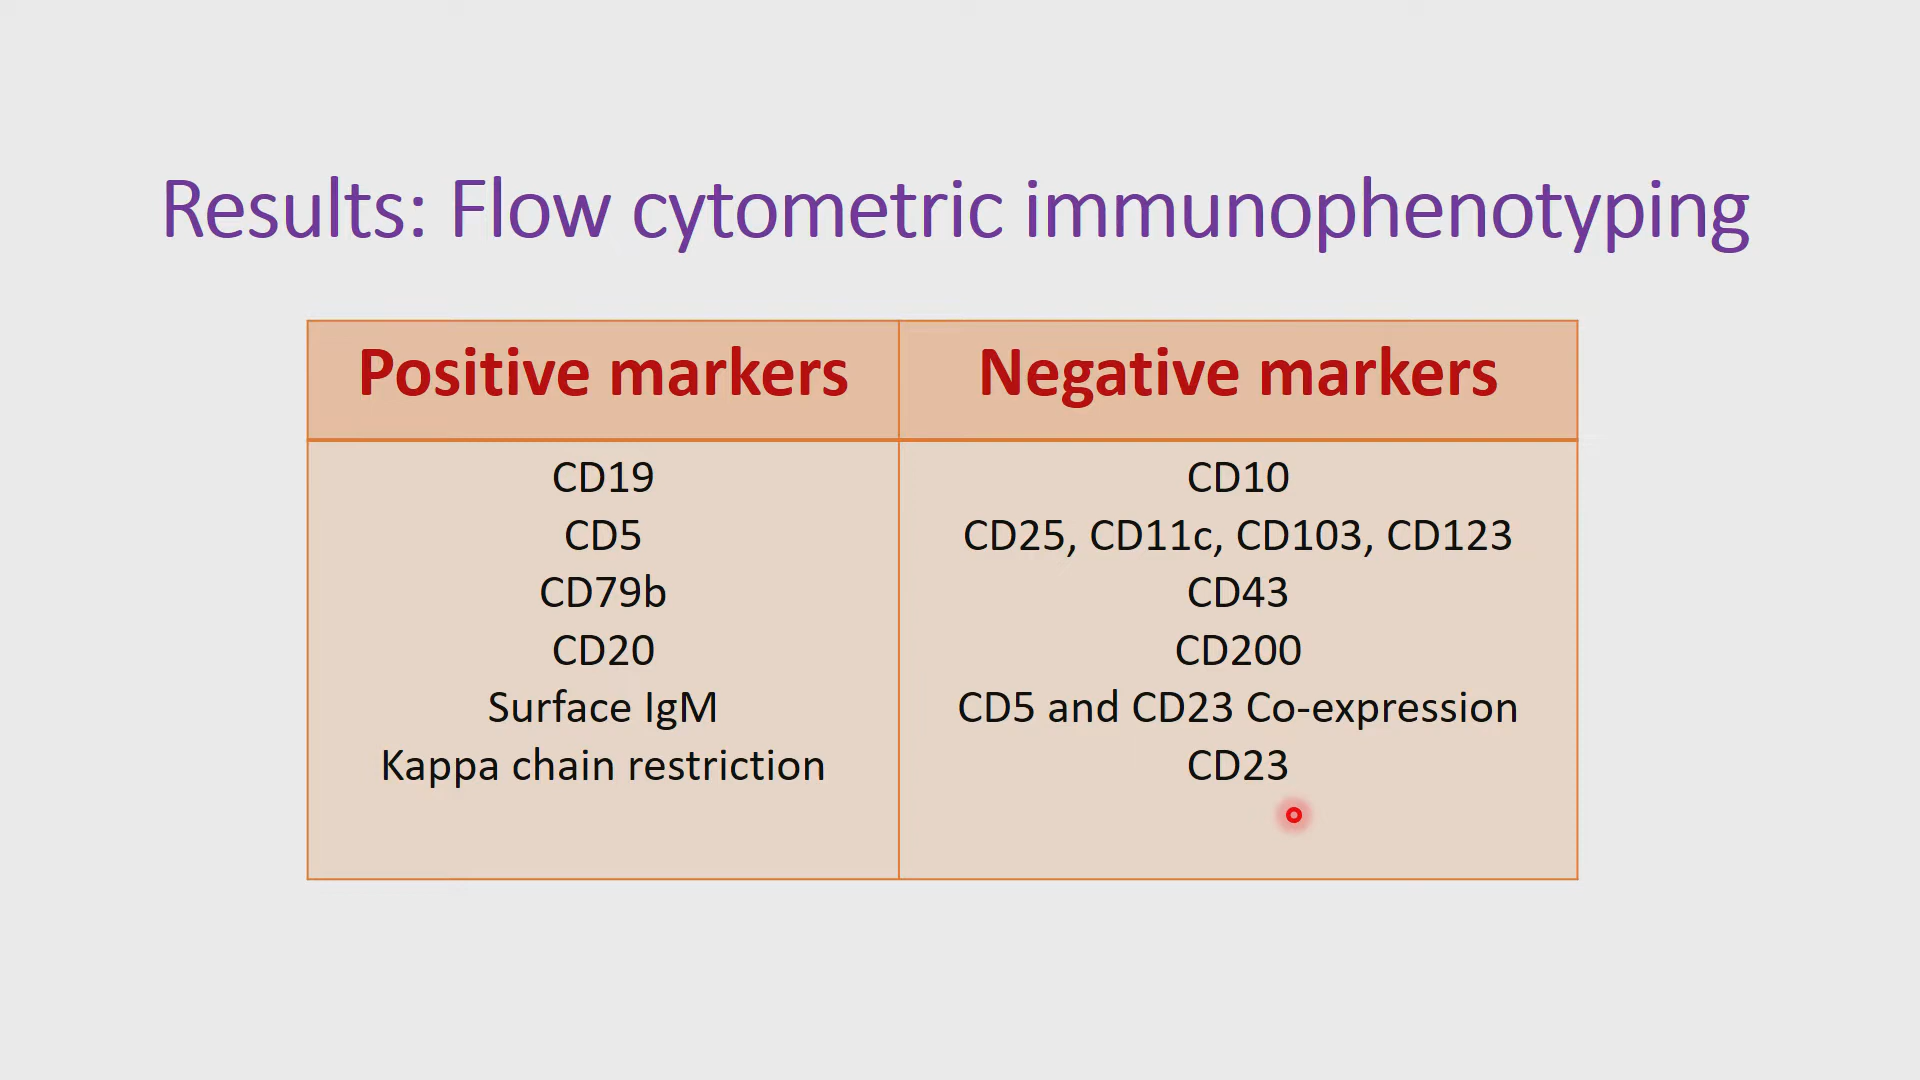 Results: Flow cytometric immunophenotyping
Positive markers
Negative markers
CD19
CD5
CD79b
CD20
Surface IgM
Kappa chain restriction
CD10
CD25, CD11c, CD103, CD123
CD43
CD200
CD5 and CD23 Co-expression
CD23